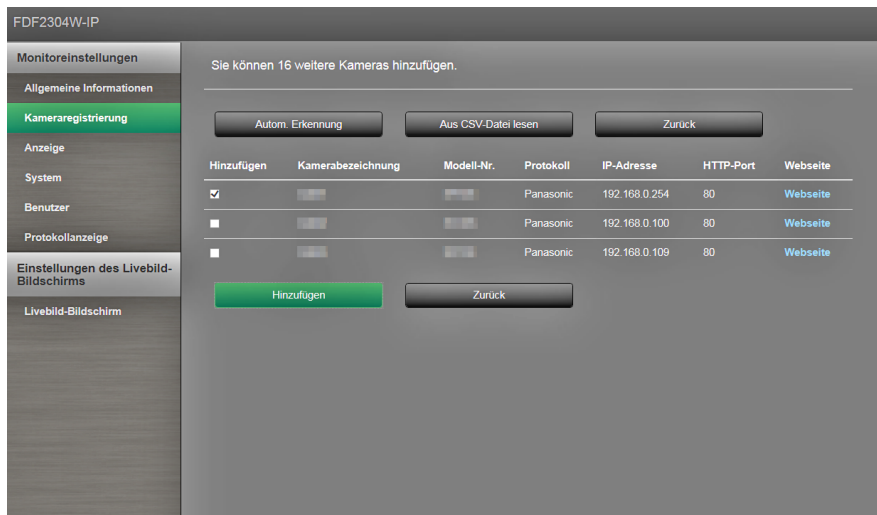 FDF2304W-IP
Monitoreinstellungen
Allgemeine Informationen
Kameraregistrierung
Anzeige
System
Benutzer
Protokollanzeige
Einstellungen des Livebild-
Bildschirms
Livebild-Bildschirm
Sie können 16 weitere Kameras hinzufügen.
Autom. Erkennung Aus CSV-Datei lesen Zurück
Hinzufügen Kamerabezeichnung Modell-Nr. Protokoll IP-Adresse HTTP-Port Webseite
Panasonic 192.168.0.254 80 Webseite
Panasonic 192.168.0.100 80 Webseite
Panasonic 192.168.0.109 80 Webseite
Hinzufügen Zurück